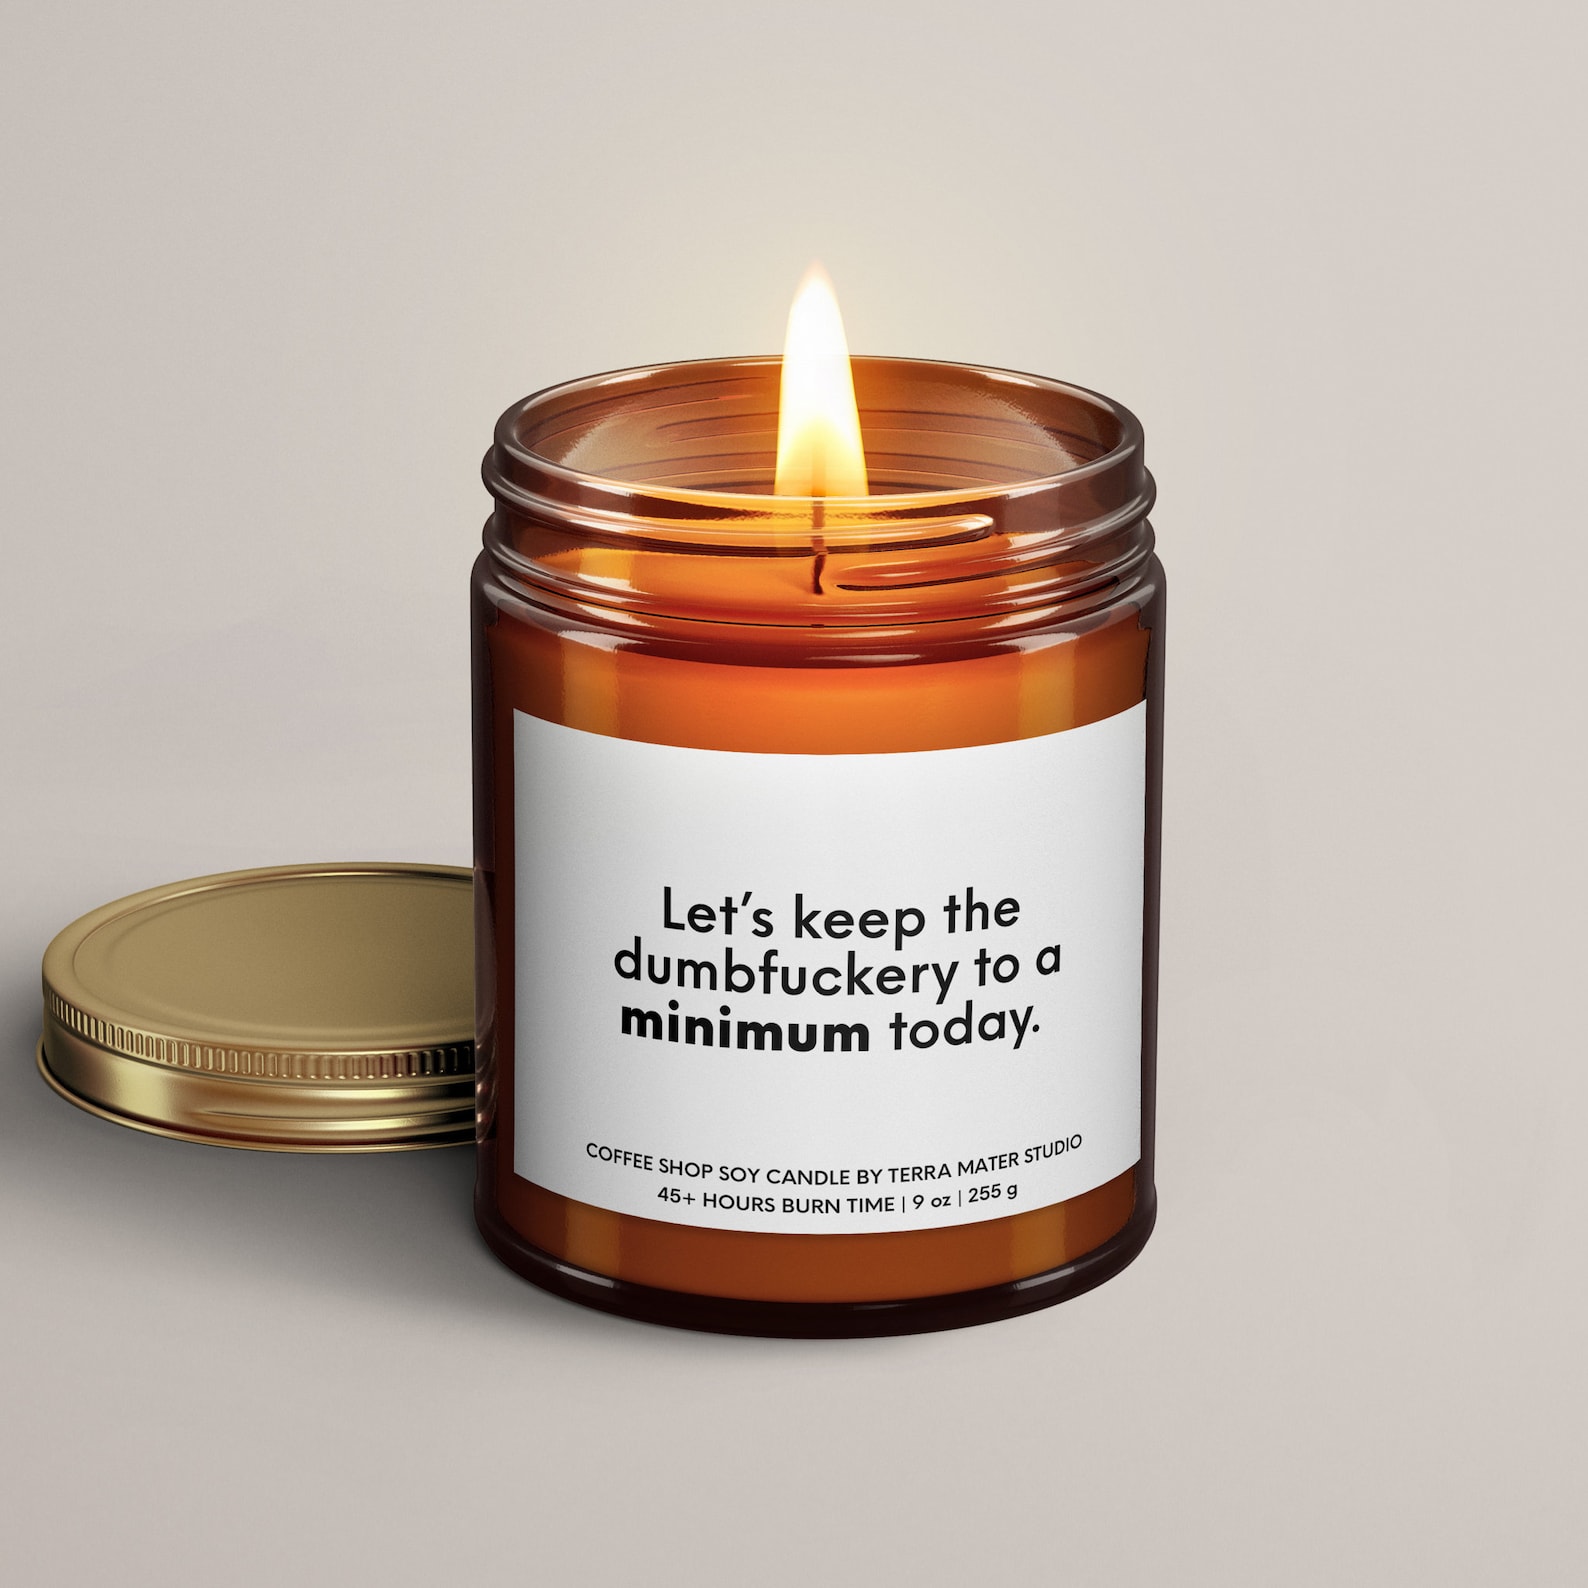 Let’s keep the
dumbfuckery to a
minimum today.
COFFEE SHOP SOY CANDLE BY TERRA MATER STUDIO
45+ HOURS BURN TIME | 9 oz | 255 g